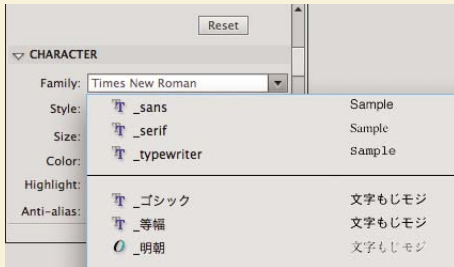 Reset
CHARACTER
Family: Times New Roman
Style:
_sans Sample
_serif Sample
Size:
_typewriter Sample
Color:
Highlight:
_ゴシック 文字もじモジ
Anti-alias:
_等幅 文字もじモジ
_明朝 文字もじモジ